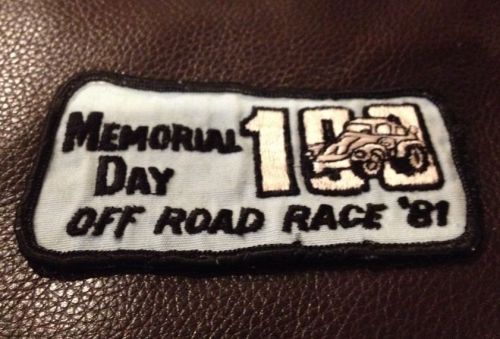 MEMORIAL 100
DAY
OFF ROAD RACE '81